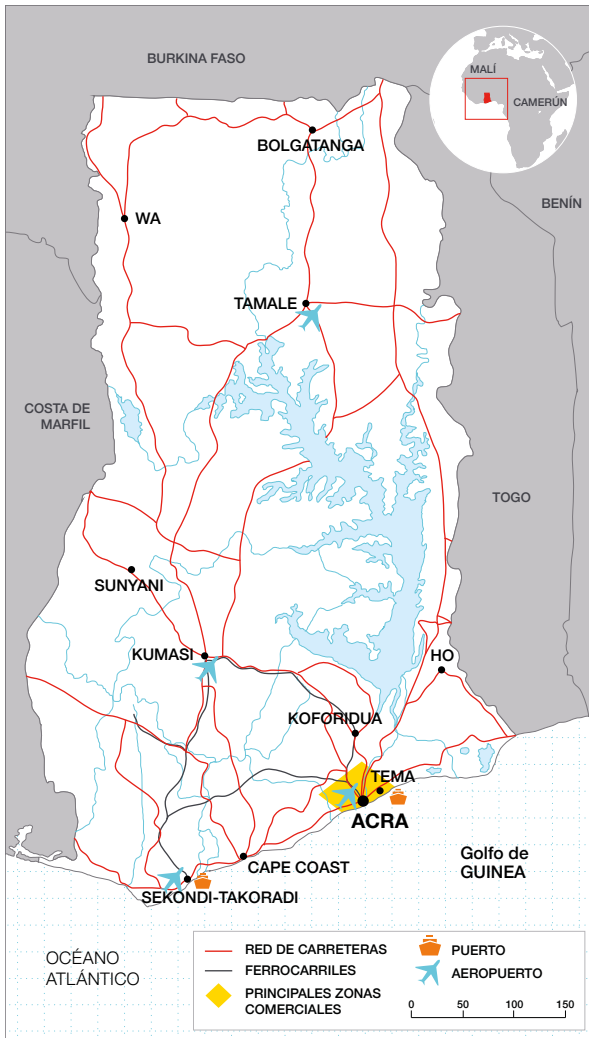 BURKINA FASO
MALÍ
CAMERÚN
BOLGATANGA
BENÍN
WA
TAMALE
COSTA DE
MARFIL
TOGO
SUNYANI
KUMASI
HO
KOFORIDUA
TEMA
ACRA
CAPE COAST
Golfo de
GUINEA
SEKONDI-TAKORADI
OCÉANO
ATLÁNTICO
RED DE CARRETERAS
FERROCARRILES
PRINCIPALES ZONAS
COMERCIALES
PUERTO
AEROPUERTO
0 50 100 150